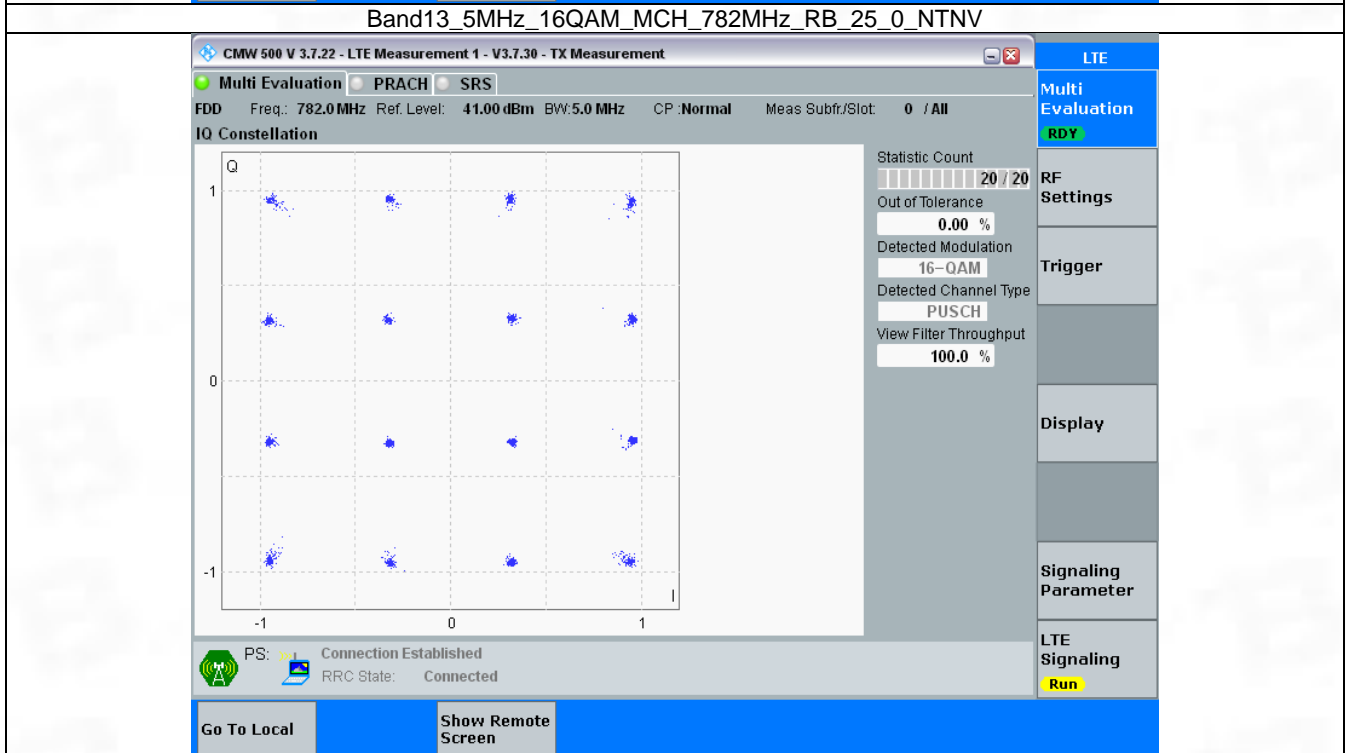 Band13_5MHz_16QAM_MCH_782MHz_RB_25_0_NTNV
CMW 500 V 3.7.22 - LTE Measurement 1 - V3.7.30 - TX Measurement
LTE
Multi Evaluation PRACH SRS
FDD Freq.: 782.0 MHz Ref. Level: 41.00 dBm BW: 5.0 MHz CP : Normal Meas Subfr./Slot: 0 / All
IQ Constellation
Q
1
0
-1
-1 0 1
I
Statistic Count
20 / 20
Out of Tolerance
0.00 %
Detected Modulation
16-QAM
Detected Channel Type
PUSCH
View Filter Throughput
100.0 %
Multi
Evaluation
RDY
RF
Settings
Trigger
Display
Signaling
Parameter
LTE
Signaling
Run
PS: Connection Established
RRC State: Connected
Go To Local
Show Remote
Screen